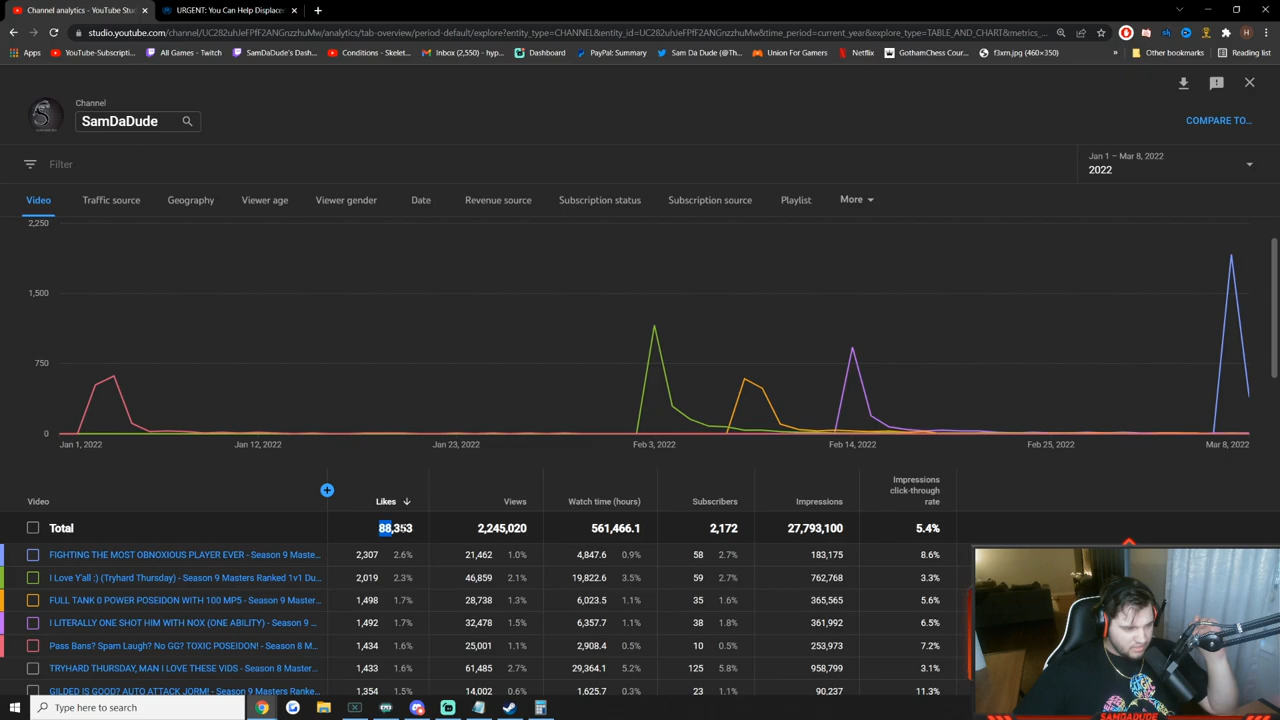 Channel analytics - YouTube Stu
URGENT: You Can Help Displace
studio.youtube.com/channel/UC282uhJeFPfF2ANGnzzhuMw/analytics/tab-overview/period-default/explore?entity_type=CHANNEL&entity_id=UC282uhJeFPfF2ANGnzzhuMw&time_period=current_year&explore_type=TABLE_AND_CHART&metrics_...
Apps YouTube-Subscripti... All Games - Twitch SamDaDude's Dash... Conditions - Skelet... Inbox (2,550) - hyp... Dashboard PayPal: Summary Sam Da Dude (@Th... Union For Gamers Netflix GothamChess Cour... f3xrn.jpg (460×350) » Other bookmarks Reading list
Channel
SamDaDude
COMPARE TO...
Filter
Jan 1 – Mar 8, 2022
2022
Video Traffic source Geography Viewer age Viewer gender Date Revenue source Subscription status Subscription source Playlist More
2,250
1,500
750
0
Jan 1, 2022 Jan 12, 2022 Jan 23, 2022 Feb 3, 2022 Feb 14, 2022 Feb 25, 2022 Mar 8, 2022
Video Likes Views Watch time (hours) Subscribers Impressions Impressions click-through rate
Total 88,353 2,245,020 561,466.1 2,172 27,793,100 5.4%
FIGHTING THE MOST OBNOXIOUS PLAYER EVER - Season 9 Maste... 2,307 2.6% 21,462 1.0% 4,847.6 0.9% 58 2.7% 183,175 8.6%
I Love Y'all :) (Tryhard Thursday) - Season 9 Masters Ranked 1v1 Du... 2,019 2.3% 46,859 2.1% 19,822.6 3.5% 59 2.7% 762,768 3.3%
FULL TANK 0 POWER POSEIDON WITH 100 MP5 - Season 9 Master... 1,498 1.7% 28,738 1.3% 6,023.5 1.1% 35 1.6% 365,565 5.6%
I LITERALLY ONE SHOT HIM WITH NOX (ONE ABILITY) - Season 9 ... 1,492 1.7% 32,478 1.5% 6,357.7 1.1% 38 1.8% 361,992 6.5%
Pass Bans? Spam Laugh? No GG? TOXIC POSEIDON! - Season 8 M... 1,434 1.6% 25,001 1.1% 2,908.4 0.5% 10 0.5% 353,553 7.2%
TRYHARD THURSDAY, MAN I LOVE THESE VIDS - Season 8 Master... 1,433 1.6% 61,485 2.7% 29,364.1 5.2% 125 5.8% 958,799 3.1%
GILDED IS GOOD? AUTO ATTACK JORM! - Season 9 Masters Ranke... 1,354 1.5% 14,002 0.6% 1,625.7 0.3% 23 1.1% 90,237 11.3%
SAMDADUDE
Type here to search